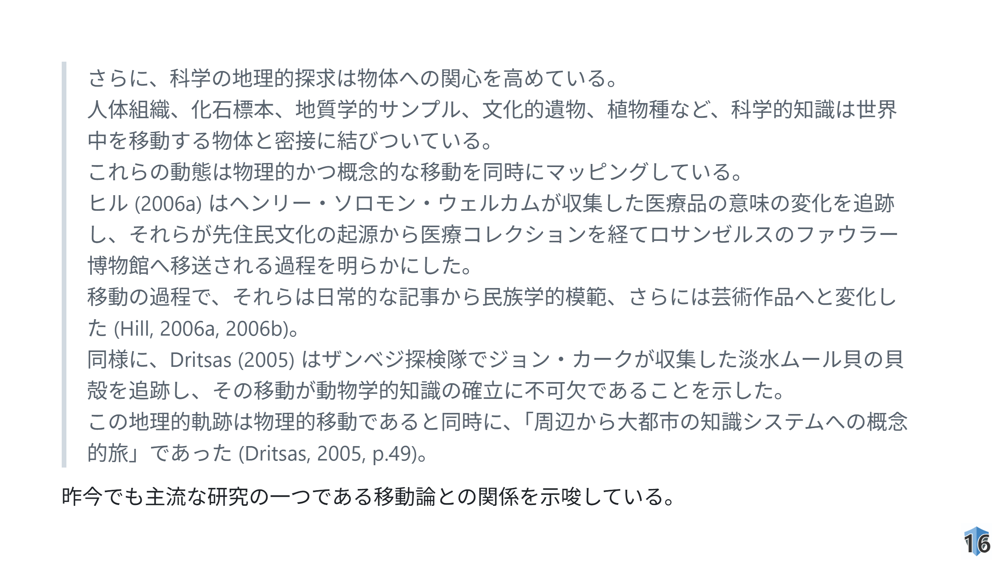 さらに、科学の地理的探求は物体への関心を高めている。
人体組織、化石標本、地質学的サンプル、文化的遺物、植物種など、科学的知識は世界
中を移動する物体と密接に結びついている。
これらの動態は物理的かつ概念的な移動を同時にマッピングしている。
ヒル (2006a) はヘンリー・ソロモン・ウェルカムが収集した医療品の意味の変化を追跡
し、それらが先住民文化の起源から医療コレクションを経てロサンゼルスのファウラー
博物館へ移送される過程を明らかにした。
移動の過程で、それらは日常的な記事から民族学的模範、さらには芸術作品へと変化し
た (Hill, 2006a, 2006b)。
同様に、Dritsas (2005) はザンベジ探検隊でジョン・カークが収集した淡水ムール貝の貝
殻を追跡し、その移動が動物学的知識の確立に不可欠であることを示した。
この地理的軌跡は物理的移動であると同時に、「周辺から大都市の知識システムへの概念
的旅」であった (Dritsas, 2005, p.49)。
昨今でも主流な研究の一つである移動論との関係を示唆している。
16